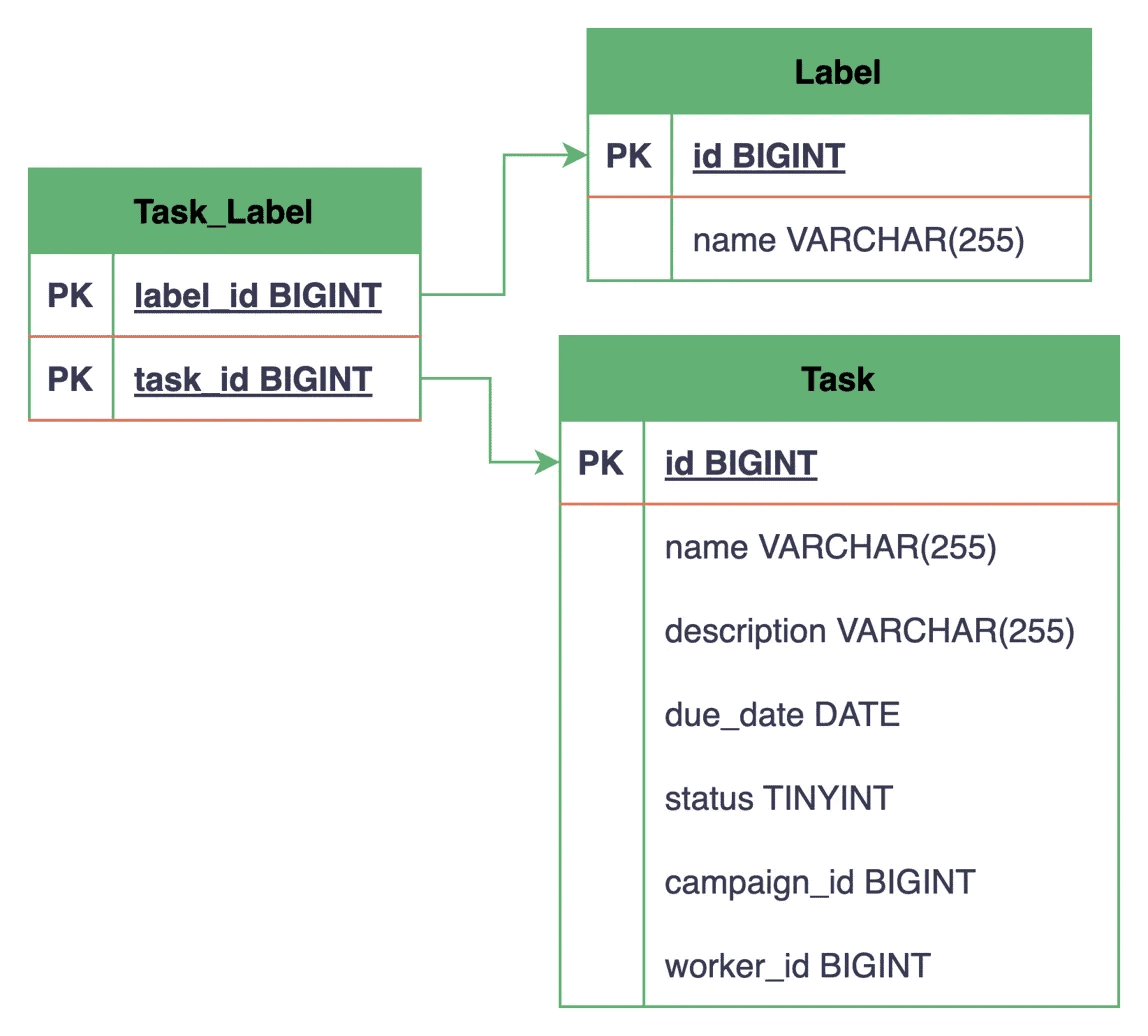 Label
PK id BIGINT
name VARCHAR(255)
Task_Label
PK label_id BIGINT
PK task_id BIGINT
Task
PK id BIGINT
name VARCHAR(255)
description VARCHAR(255)
due_date DATE
status TINYINT
campaign_id BIGINT
worker_id BIGINT